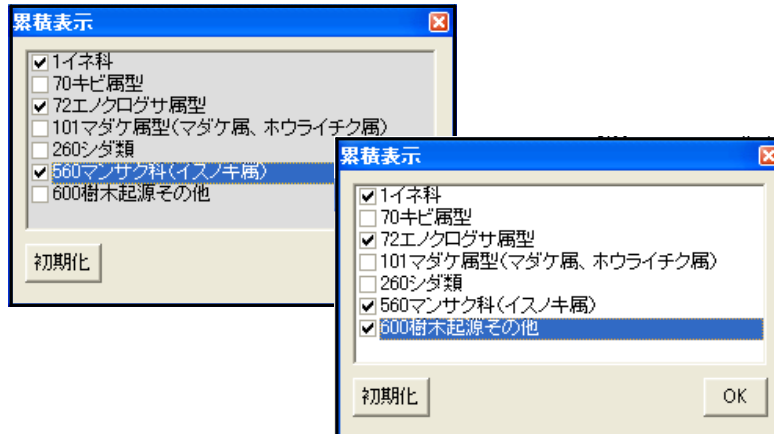 累積表示
1イネ科
70キビ属型
72エノクログサ属型
101マダケ属型(マダケ属、ホウライチク属)
260シダ類
560マンサク科(イスノキ属)
600樹木起源その他
初期化
累積表示
1イネ科
70キビ属型
72エノクログサ属型
101マダケ属型(マダケ属、ホウライチク属)
260シダ類
560マンサク科(イスノキ属)
600樹木起源その他
初期化
OK